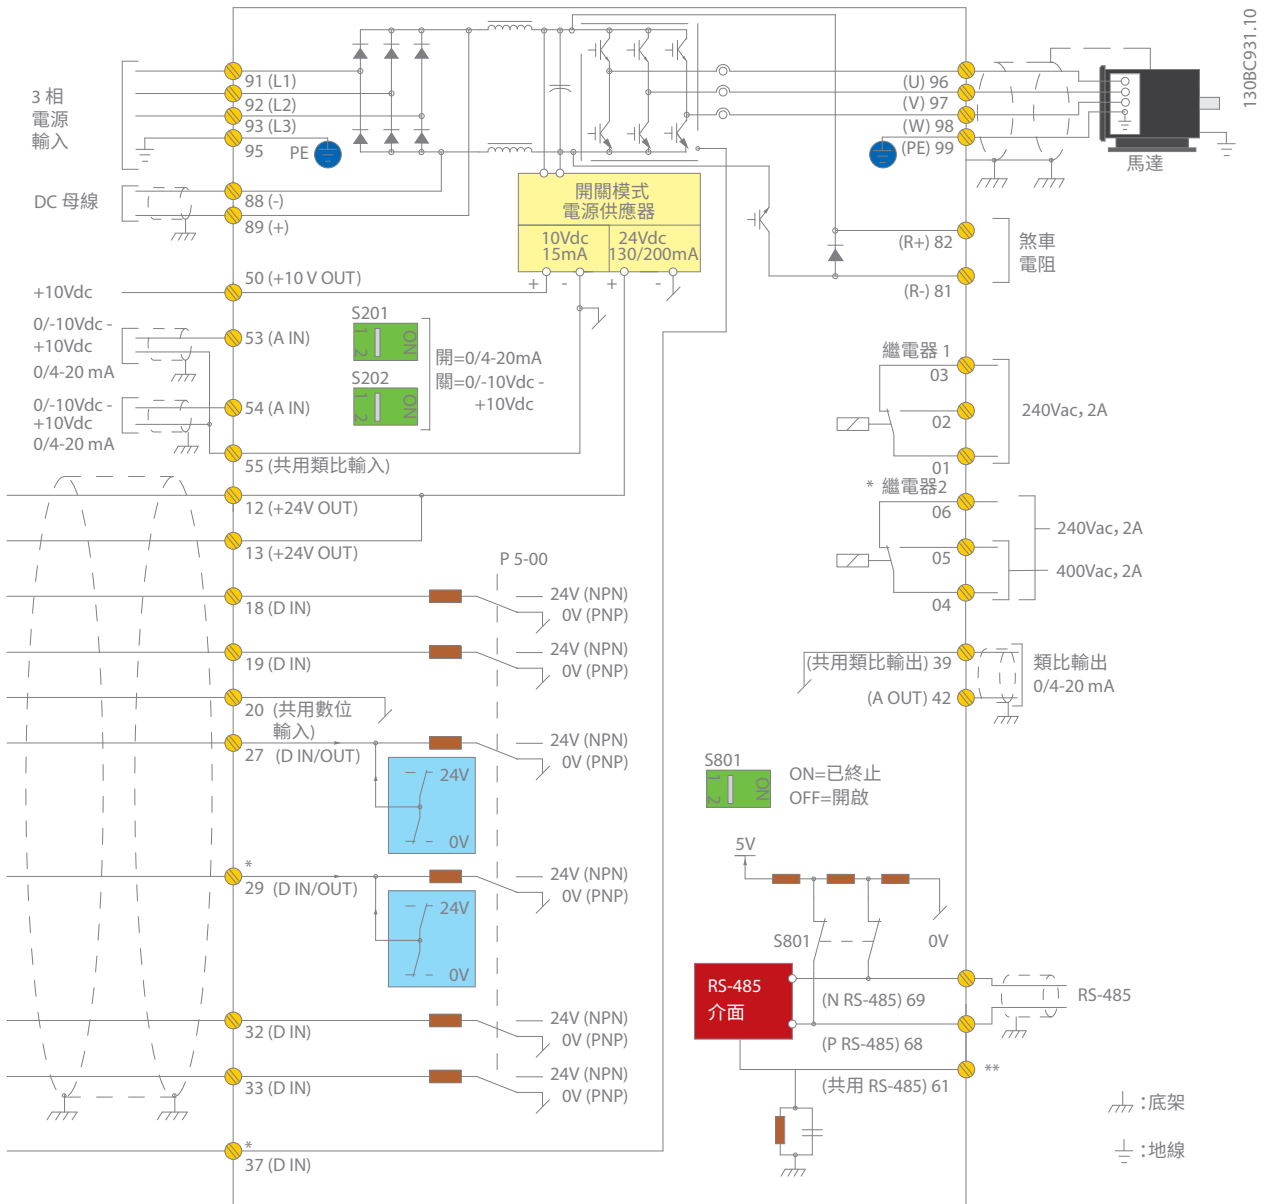 130BC931.10
3 相
電源
輸入
91 (L1)
92 (L2)
93 (L3)
95
PE
DC 母線
88 (-)
89 (+)
+10Vdc
50 (+10 V OUT)
0/-10Vdc -
+10Vdc
0/4-20 mA
53 (A IN)
0/-10Vdc -
+10Vdc
0/4-20 mA
54 (A IN)
55 (共用類比輸入)
12 (+24V OUT)
13 (+24V OUT)
18 (D IN)
19 (D IN)
20 (共用數位
輸入)
27 (D IN/OUT)
*
29 (D IN/OUT)
32 (D IN)
33 (D IN)
*
37 (D IN)
開關模式
電源供應器
10Vdc
15mA
24Vdc
130/200mA
+
-
+
-
S201
1
2
ON
S202
1
2
ON
開=0/4-20mA
關=0/-10Vdc -
+10Vdc
P 5-00
24V (NPN)
0V (PNP)
24V (NPN)
0V (PNP)
24V (NPN)
0V (PNP)
24V
0V
24V (NPN)
0V (PNP)
24V
0V
24V (NPN)
0V (PNP)
24V (NPN)
0V (PNP)
(U) 96
(V) 97
(W) 98
(PE) 99
馬達
(R+) 82
(R-) 81
煞車
電阻
繼電器 1
03
02
01
240Vac, 2A
* 繼電器2
06
05
04
240Vac, 2A
400Vac, 2A
(共用類比輸出) 39
(A OUT) 42
類比輸出
0/4-20 mA
S801
1
2
ON
ON=已終止
OFF=開啟
5V
S801
0V
RS-485
介面
(N RS-485) 69
(P RS-485) 68
(共用 RS-485) 61
RS-485
**
:底架
:地線